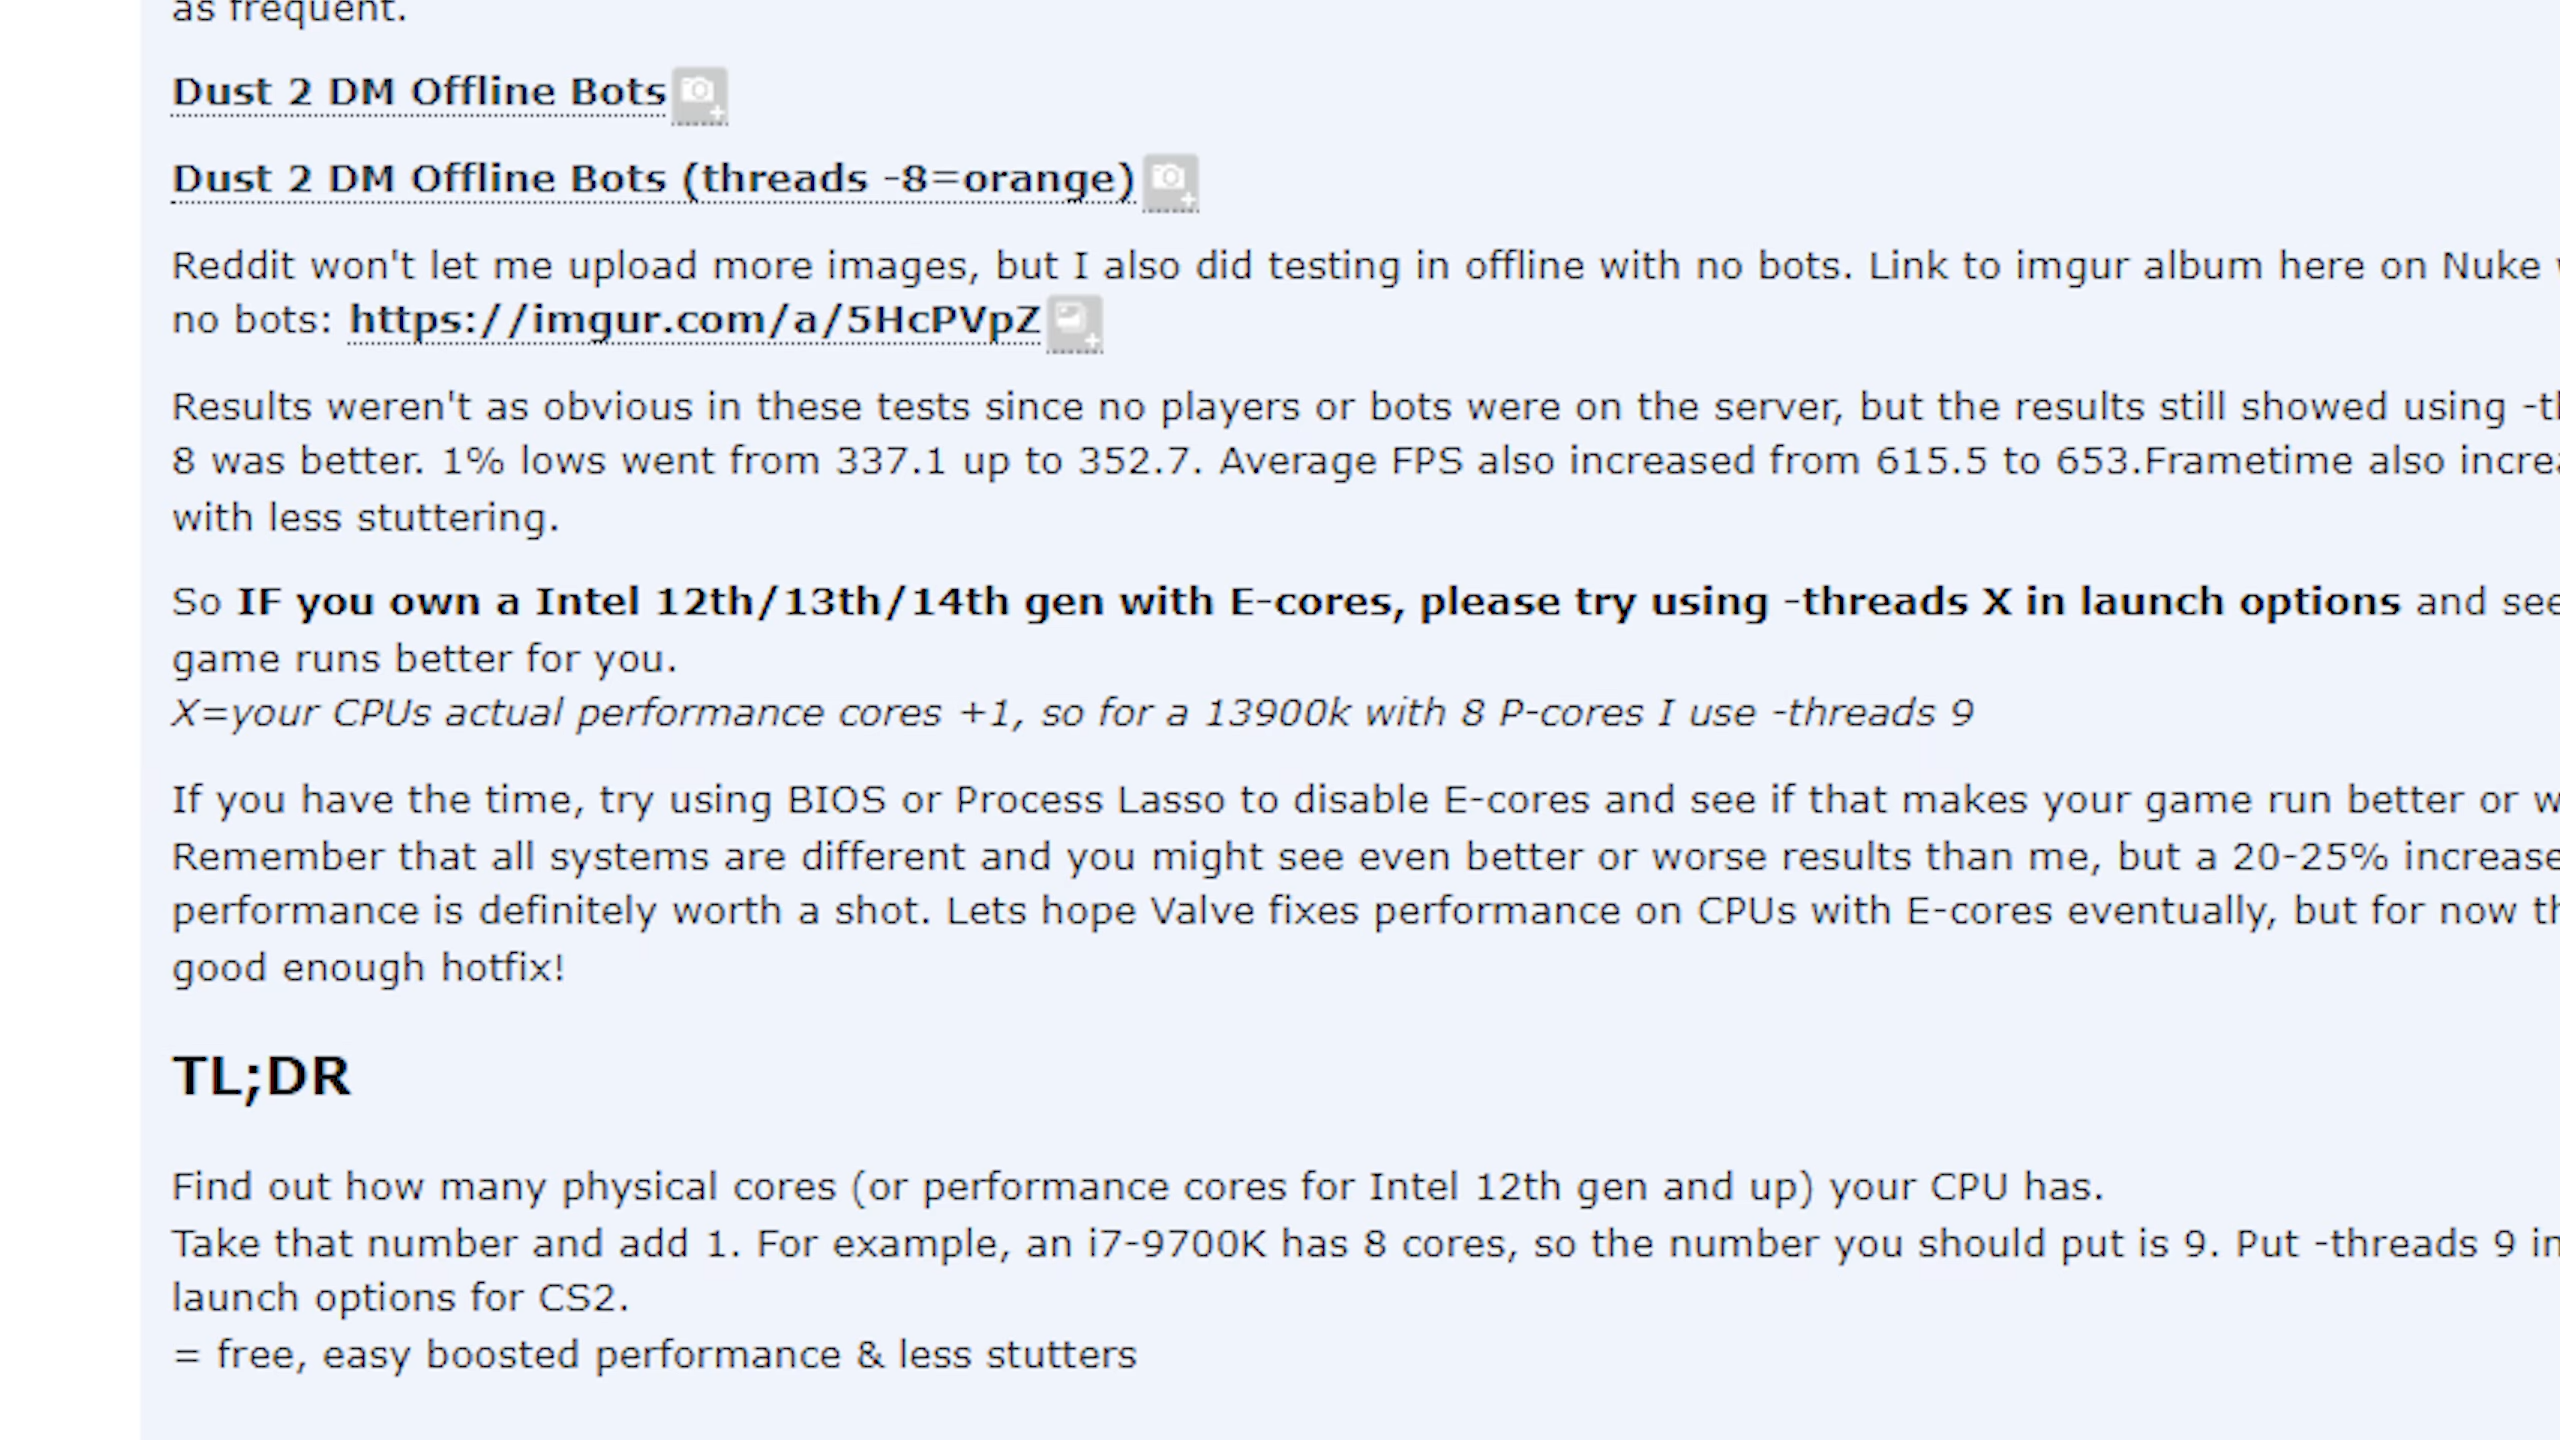 as frequent.
Dust 2 DM Offline Bots
Dust 2 DM Offline Bots (threads -8=orange)
Reddit won't let me upload more images, but I also did testing in offline with no bots. Link to imgur album here on Nuke
no bots: https://imgur.com/a/5HcPVpZ
Results weren't as obvious in these tests since no players or bots were on the server, but the results still showed using
8 was better. 1% lows went from 337.1 up to 352.7. Average FPS also increased from 615.5 to 653.Frametime also
with less stuttering.
So IF you own a Intel 12th/13th/14th gen with E-cores, please try using -threads X in launch options and see
game runs better for you.
X=your CPUs actual performance cores +1, so for a 13900k with 8 P-cores I use -threads 9
If you have the time, try using BIOS or Process Lasso to disable E-cores and see if that makes your game run better or
Remember that all systems are different and you might see even better or worse results than me, but a 20-25% increase
performance is definitely worth a shot. Lets hope Valve fixes performance on CPUs with E-cores eventually, but for now
good enough hotfix!
TL;DR
Find out how many physical cores (or performance cores for Intel 12th gen and up) your CPU has.
Take that number and add 1. For example, an i7-9700K has 8 cores, so the number you should put is 9. Put -threads 9 in
launch options for CS2.
= free, easy boosted performance & less stutters